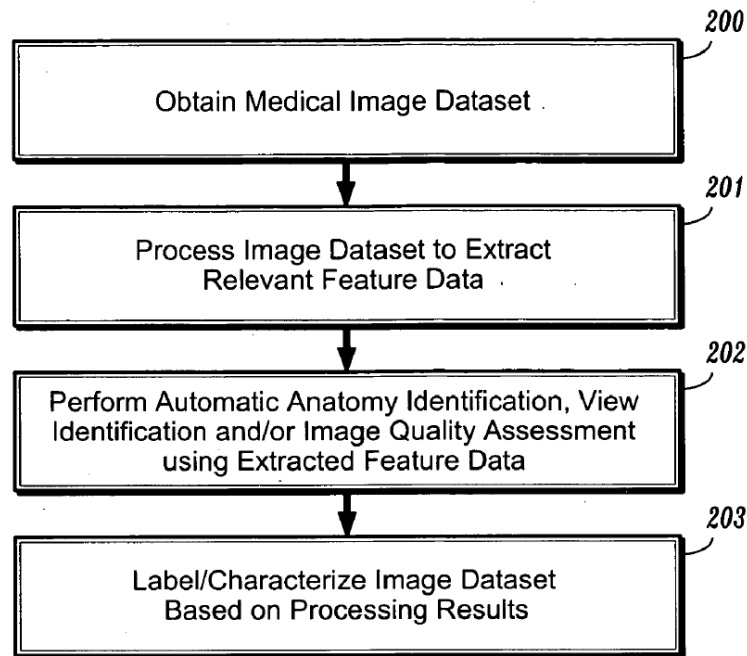 200
Obtain Medical Image Dataset
201
Process Image Dataset to Extract
Relevant Feature Data
202
Perform Automatic Anatomy Identification, View
Identification and/or Image Quality Assessment
using Extracted Feature Data
203
Label/Characterize Image Dataset
Based on Processing Results